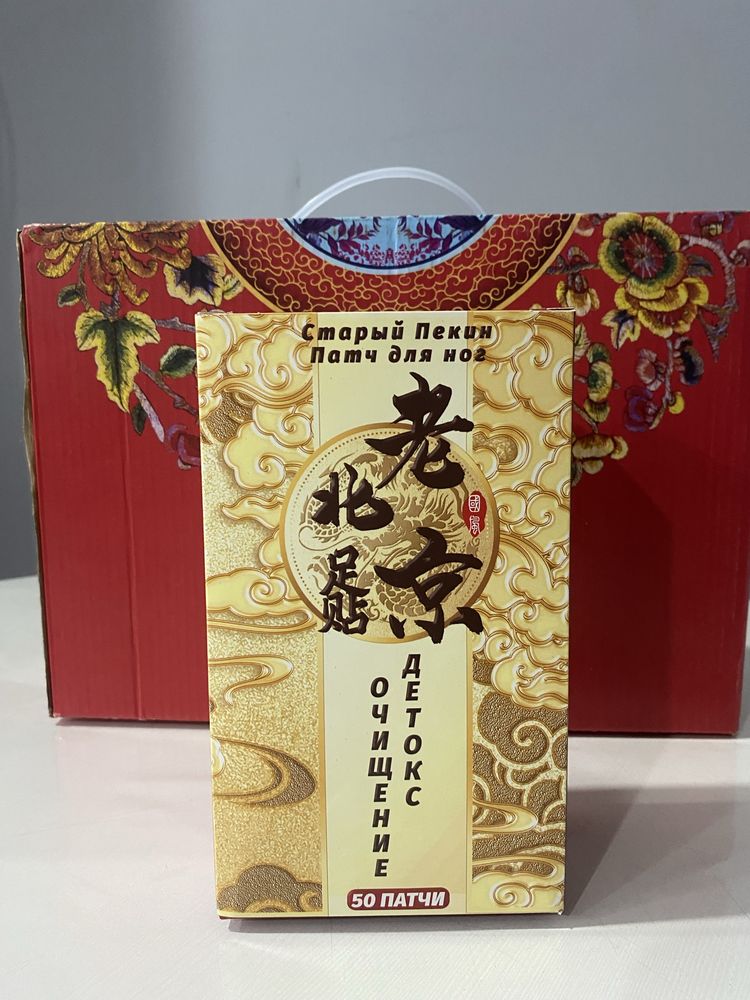 Старый Пекин
Патч для ног
老北京
足贴
ДЕТОКС
ОЧИЩЕНИЕ
50 ПАТЧИ